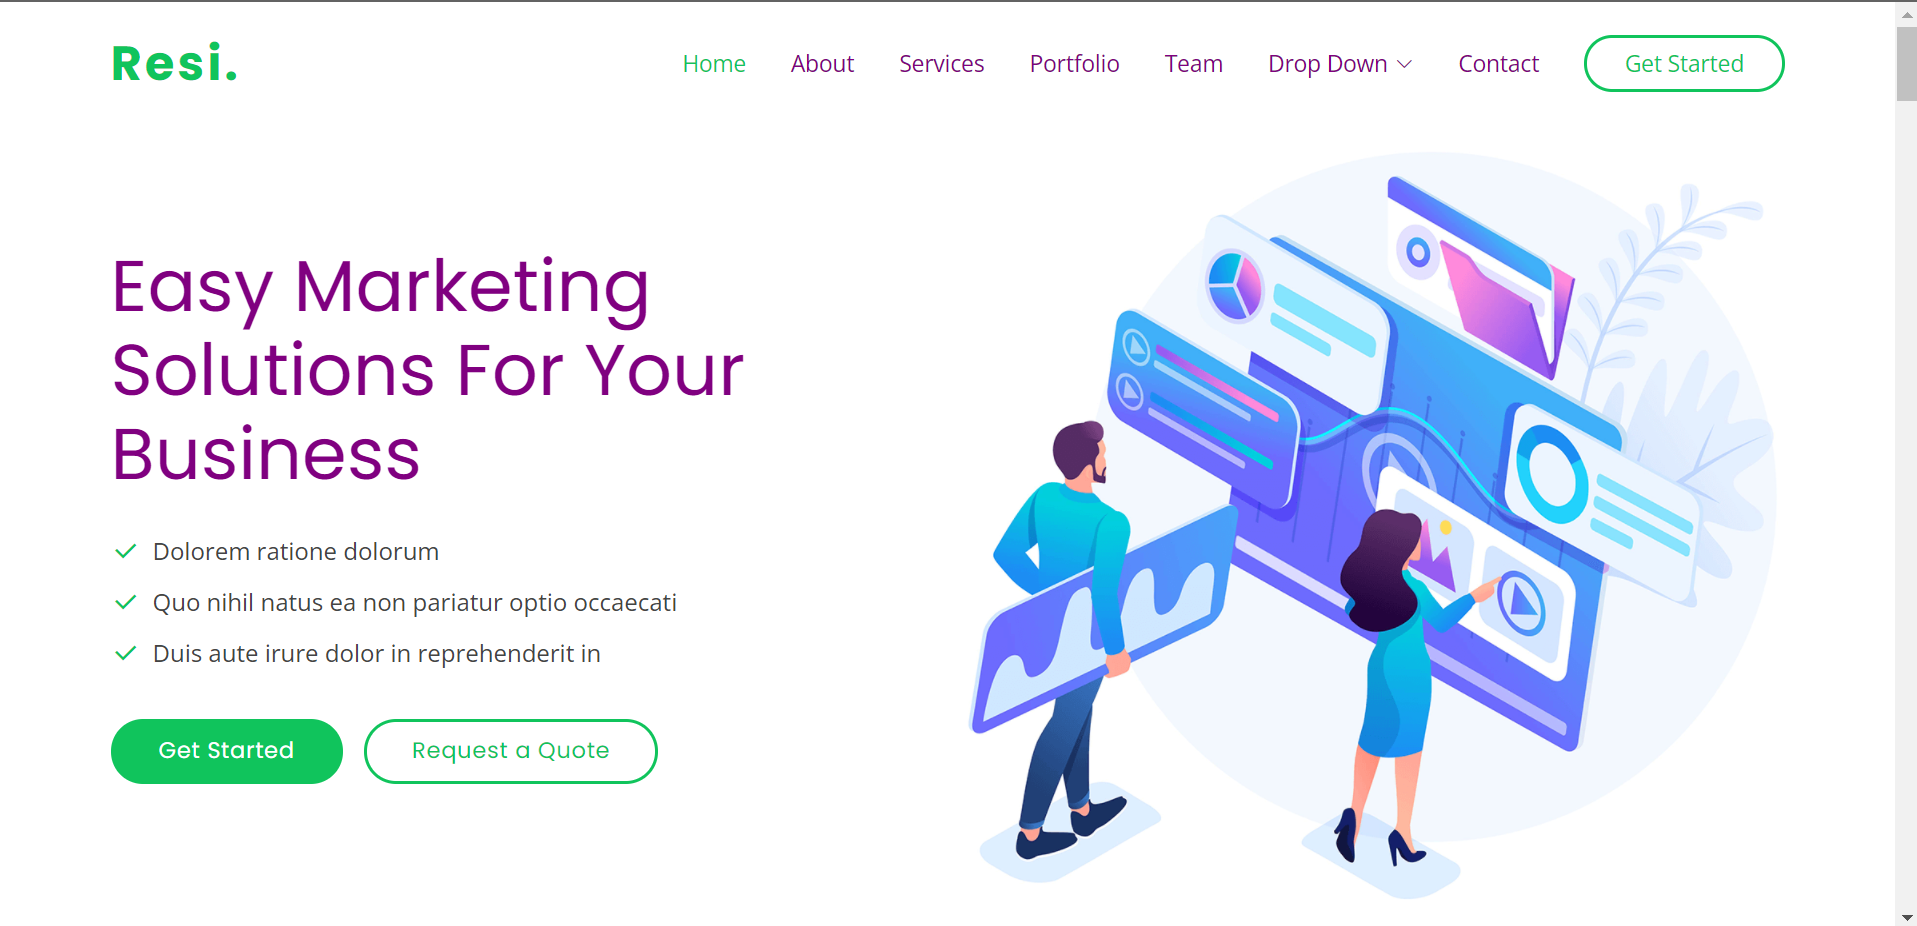 Resi.
Home About Services Portfolio Team Drop Down Contact Get Started
Easy Marketing
Solutions For Your
Business
Dolorem ratione dolorum
Quo nihil natus ea non pariatur optio occaecati
Duis aute irure dolor in reprehenderit in
Get Started Request a Quote